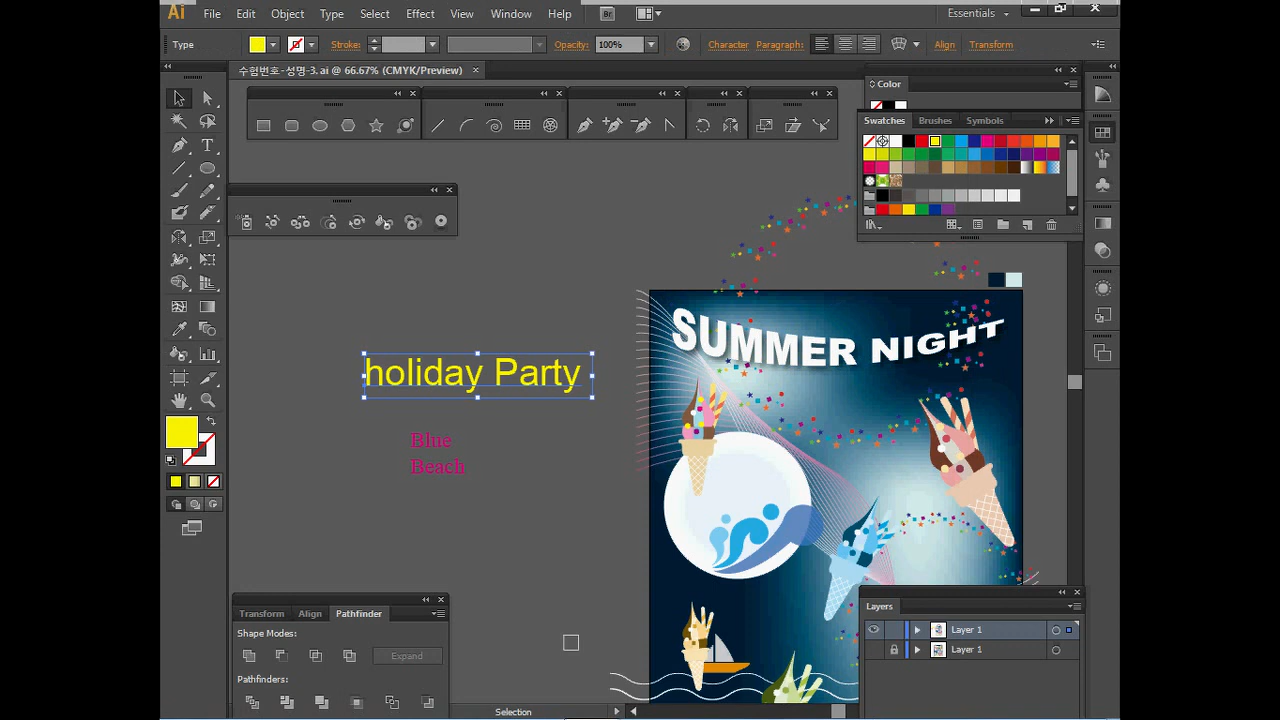 Ai File Edit Object Type Select Effect View Window Help Br Essentials
Type Stroke: Opacity: 100% Character Paragraph: Align Transform
수험번호-성명-3.ai @ 66.67% (CMYK/Preview)
Color
Swatches Brushes Symbols
SUMMER NIGHT
holiday Party
Blue
Beach
Transform Align Pathfinder
Shape Modes:
Expand
Pathfinders:
Layers
Layer 1
Layer 1
Selection